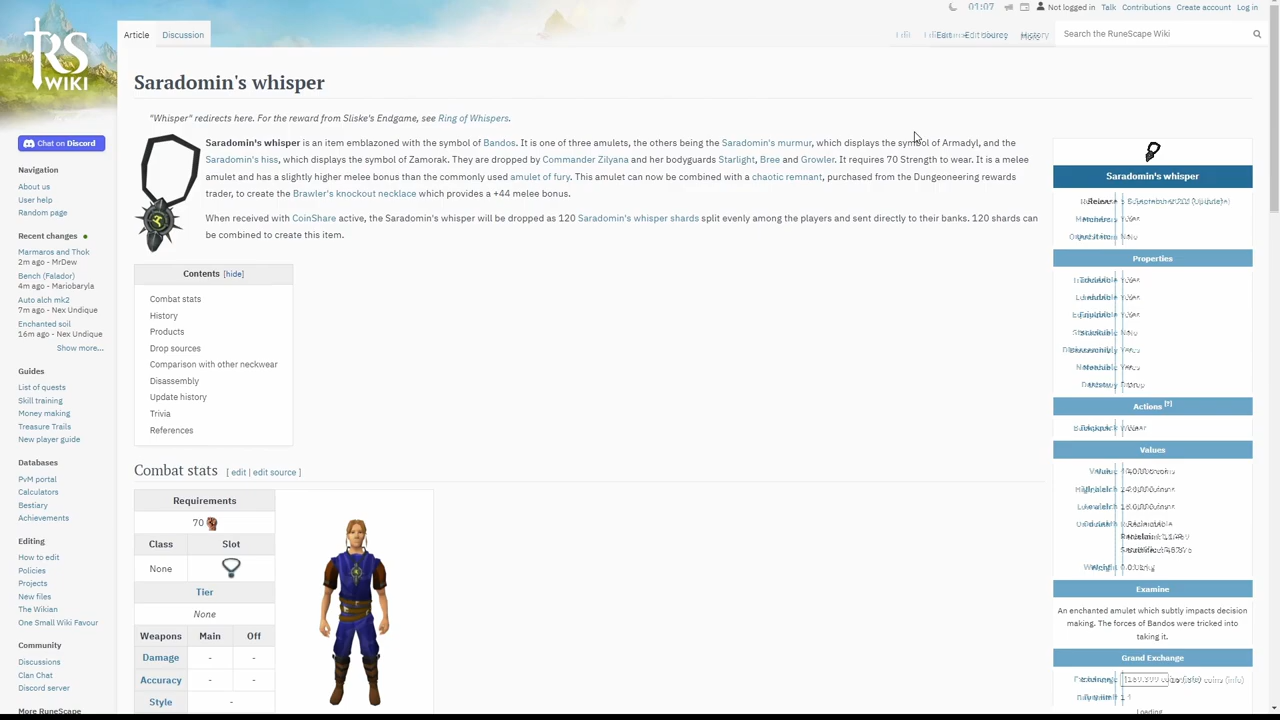 01:07 Not logged in Talk Contributions Create account Log in
RS
WIKI
Article Discussion
Edit History
Search the RuneScape Wiki
Chat on Discord
Navigation
About us
User help
Random page
Recent changes
Marmaros and Thok
2m ago - MrDew
Bench (Falador)
4m ago - Mariobaryla
Auto alch mk2
7m ago - Nex Undique
Enchanted soil
16m ago - Nex Undique
Show more...
Guides
List of quests
Skill training
Money making
Treasure Trails
New player guide
Databases
PvM portal
Calculators
Bestiary
Achievements
Editing
How to edit
Policies
Projects
New files
The Wikian
One Small Wiki Favour
Community
Discussions
Clan Chat
Discord server
More RuneScape
Saradomin's whisper
"Whisper" redirects here. For the reward from Sliske's Endgame, see Ring of Whispers.
Saradomin's whisper is an item emblazoned with the symbol of Bandos. It is one of three amulets, the others being the Saradomin's murmur, which displays the symbol of Armadyl, and the
Saradomin's hiss, which displays the symbol of Zamorak. They are dropped by Commander Zilyana and her bodyguards Starlight, Bree and Growler. It requires 70 Strength to wear. It is a melee
amulet and has a slightly higher melee bonus than the commonly used amulet of fury. This amulet can now be combined with a chaotic remnant, purchased from the Dungeoneering rewards
trader, to create the Brawler's knockout necklace which provides a +44 melee bonus.
When received with CoinShare active, the Saradomin's whisper will be dropped as 120 Saradomin's whisper shards split evenly among the players and sent directly to their banks. 120 shards can
be combined to create this item.
Contents [hide]
Combat stats
History
Products
Drop sources
Comparison with other neckwear
Disassembly
Update history
Trivia
References
Combat stats [ edit | edit source ]
Requirements
70
Class Slot
None
Tier
None
Weapons Main Off
Damage - -
Accuracy - -
Style -
Saradomin's whisper
Release
Properties
Actions [?]
Values
Examine
An enchanted amulet which subtly impacts decision
making. The forces of Bandos were tricked into
taking it.
Grand Exchange
Loading